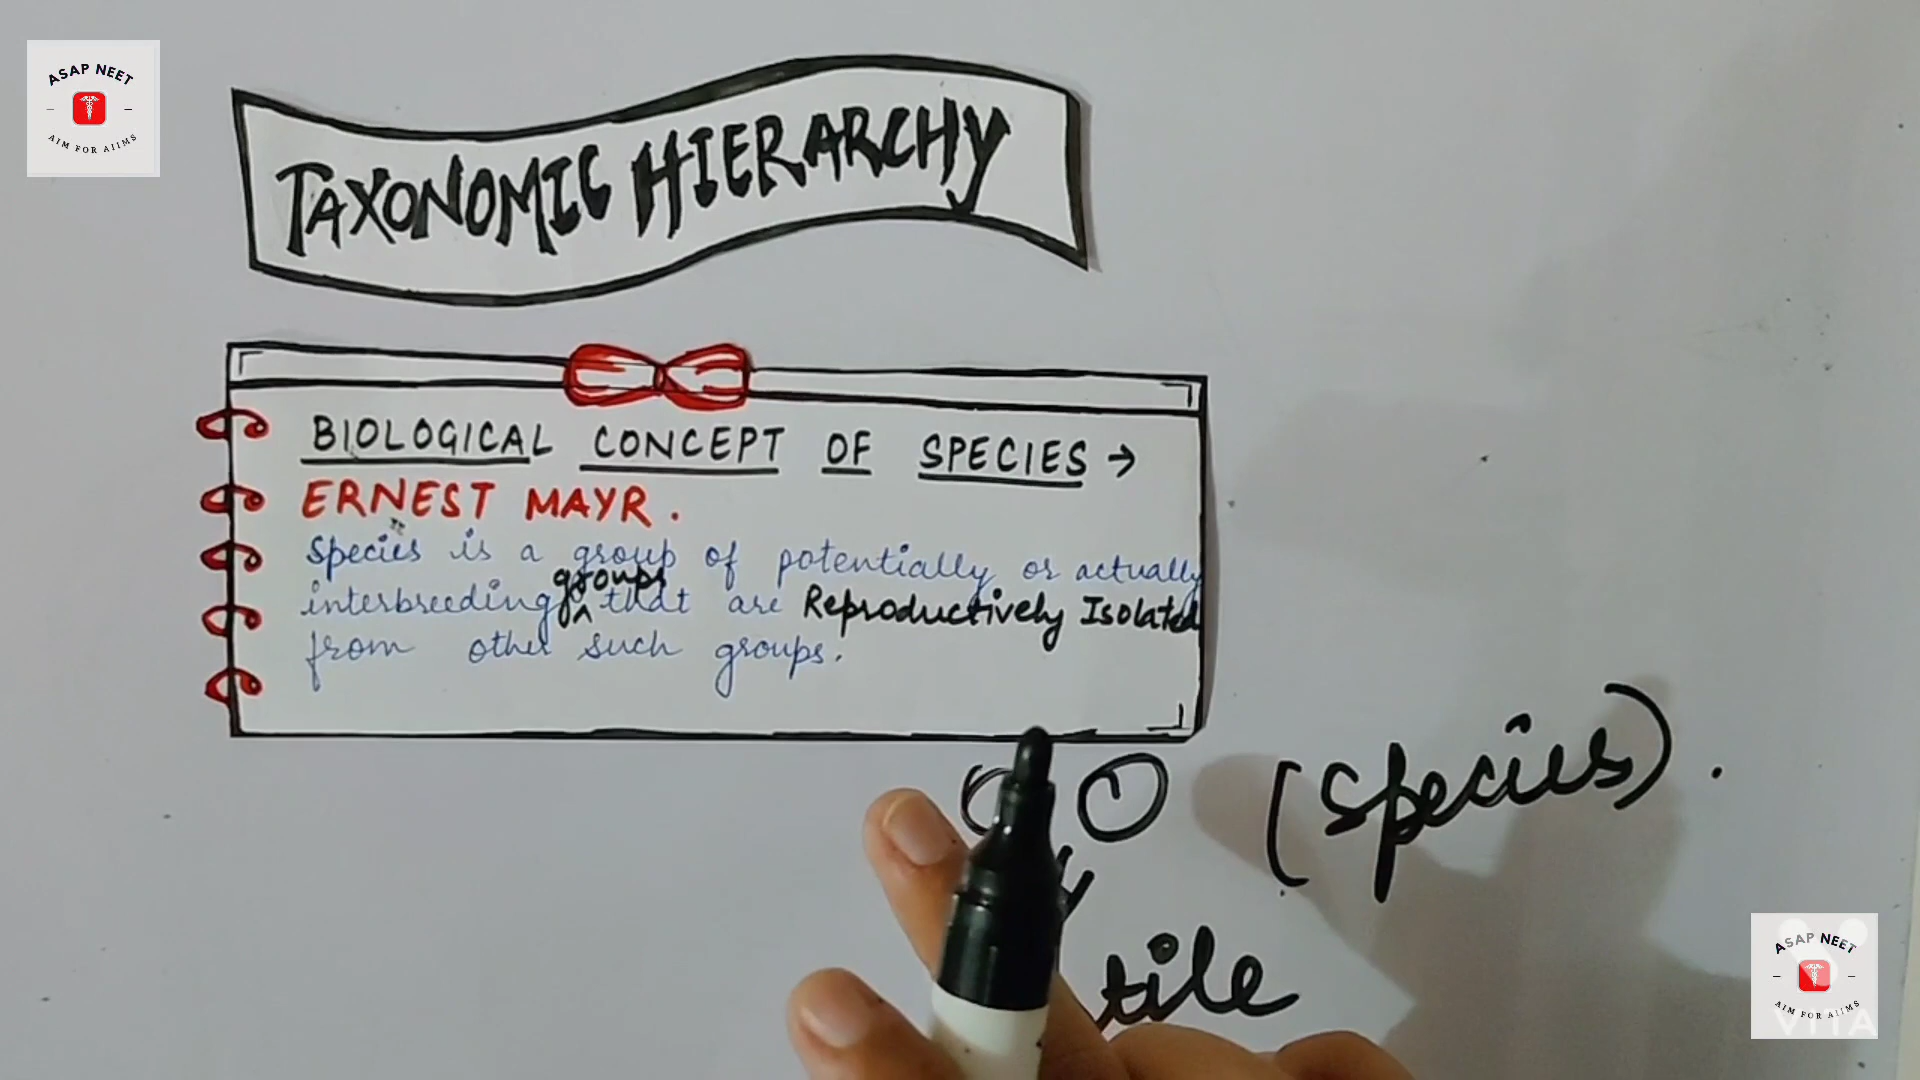 ASAP NEET
AIM FOR AIIMS
TAXONOMIC HIERARCHY
BIOLOGICAL CONCEPT OF SPECIES →
ERNEST MAYR.
Species is a group of potentially or actually
interbreeding groups that are Reproductively Isolated
from other such groups.
(Species).
tile
ASAP NEET
AIM FOR AIIMS
VITA